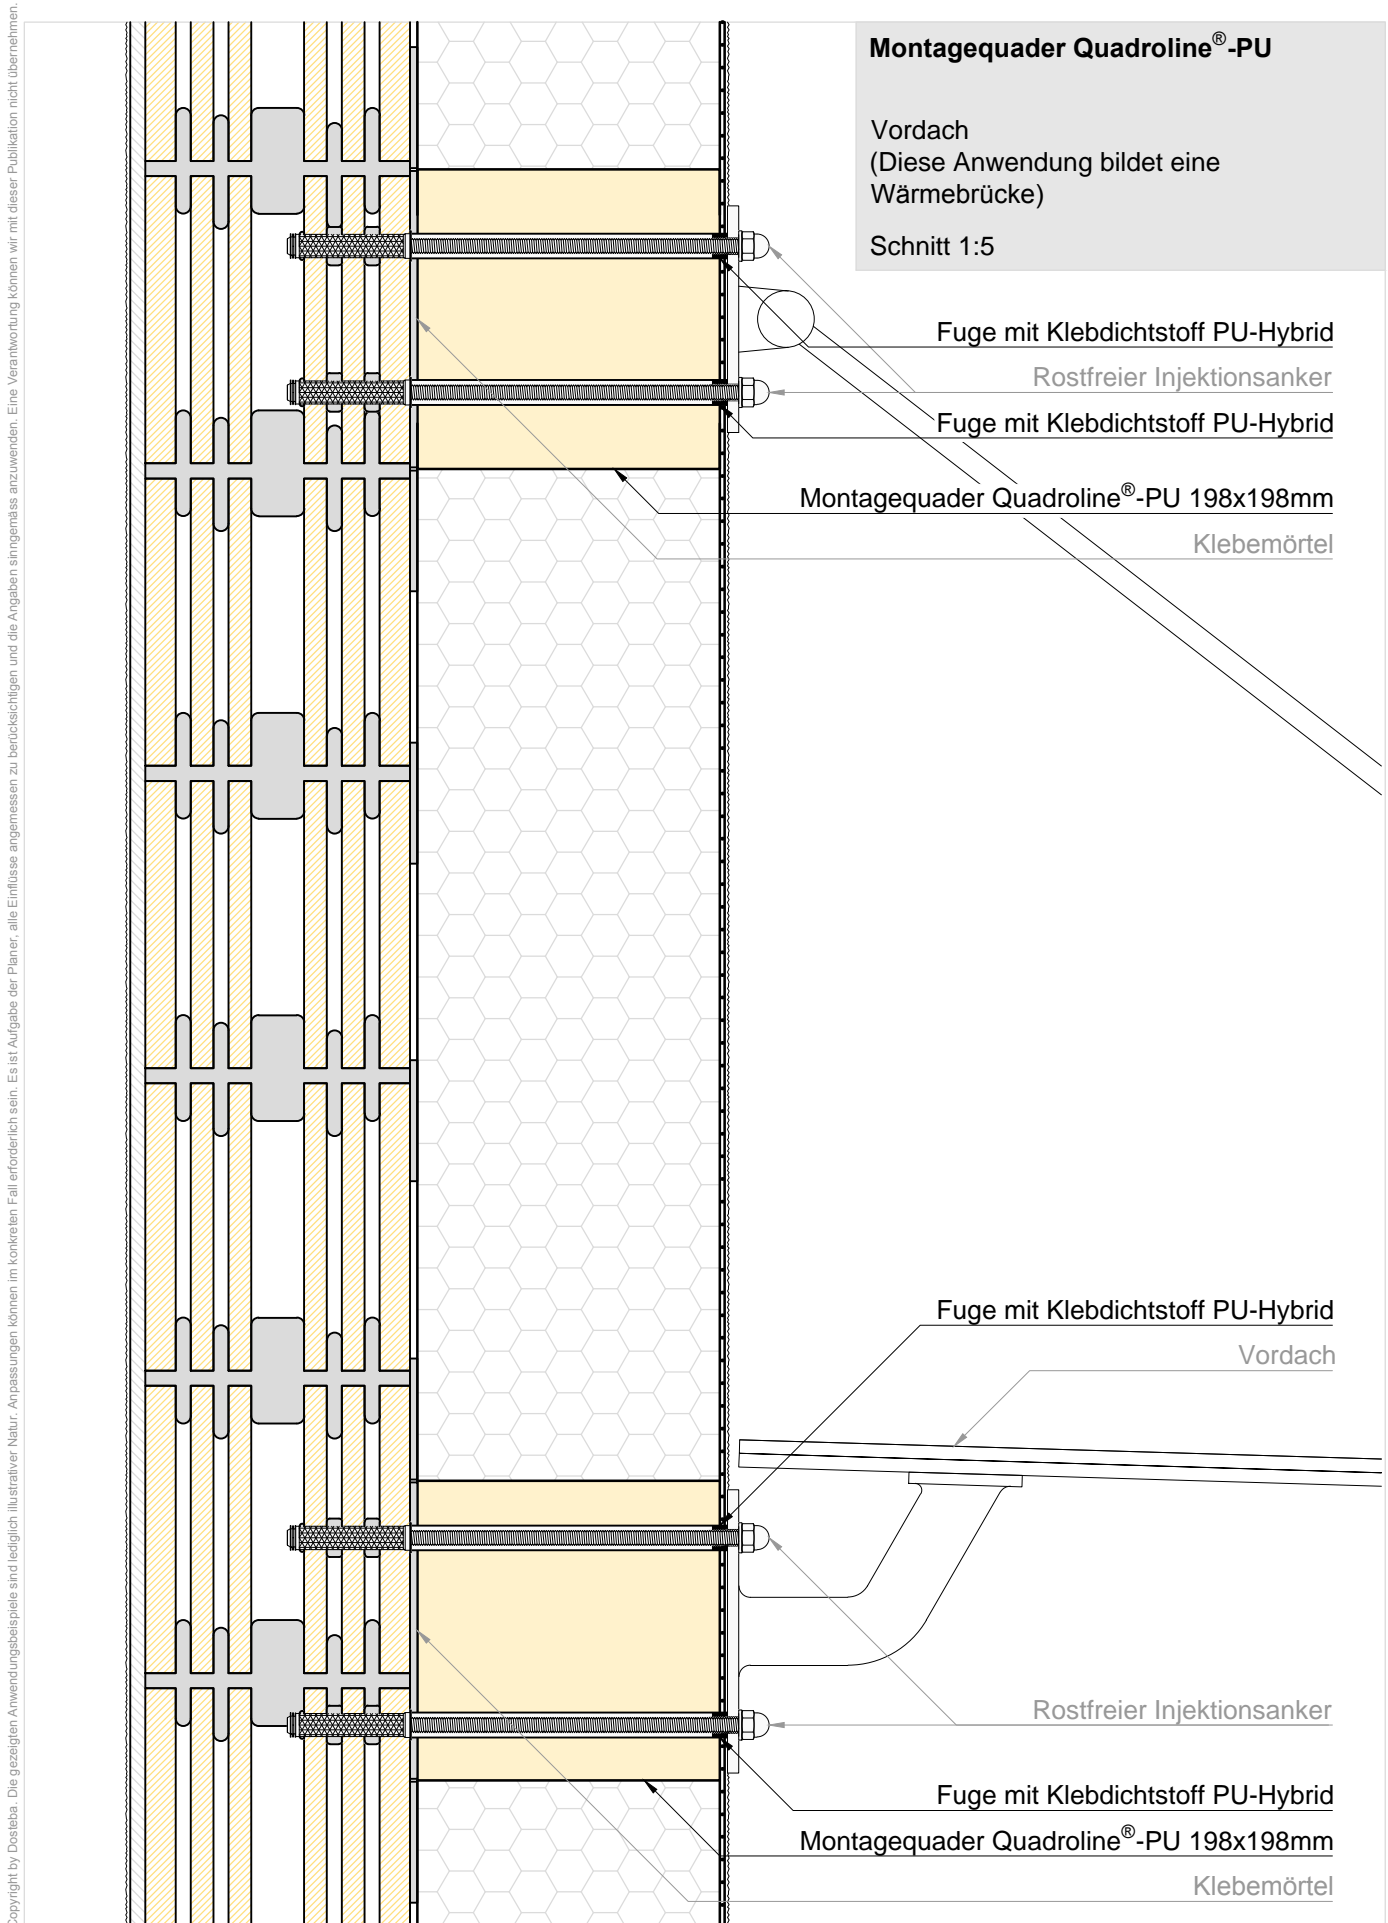 Montagequader Quadroline®-PU
Vordach
(Diese Anwendung bildet eine
Wärmebrücke)
Schnitt 1:5
Fuge mit Klebdichtstoff PU-Hybrid
Rostfreier Injektionsanker
Fuge mit Klebdichtstoff PU-Hybrid
Montagequader Quadroline®-PU 198x198mm
Klebemörtel
Fuge mit Klebdichtstoff PU-Hybrid
Vordach
Rostfreier Injektionsanker
Fuge mit Klebdichtstoff PU-Hybrid
Montagequader Quadroline®-PU 198x198mm
Klebemörtel
Copyright by Dosteba. Die gezeigten Anwendungsbeispiele sind lediglich illustrativer Natur. Anpassungen können im konkreten Fall erforderlich sein. Es ist Aufgabe der Planer, alle Einflüsse angemessen zu berücksichtigen und die Angaben sinngemäss anzuwenden. Eine Verantwortung können wir mit dieser Publikation nicht übernehmen.